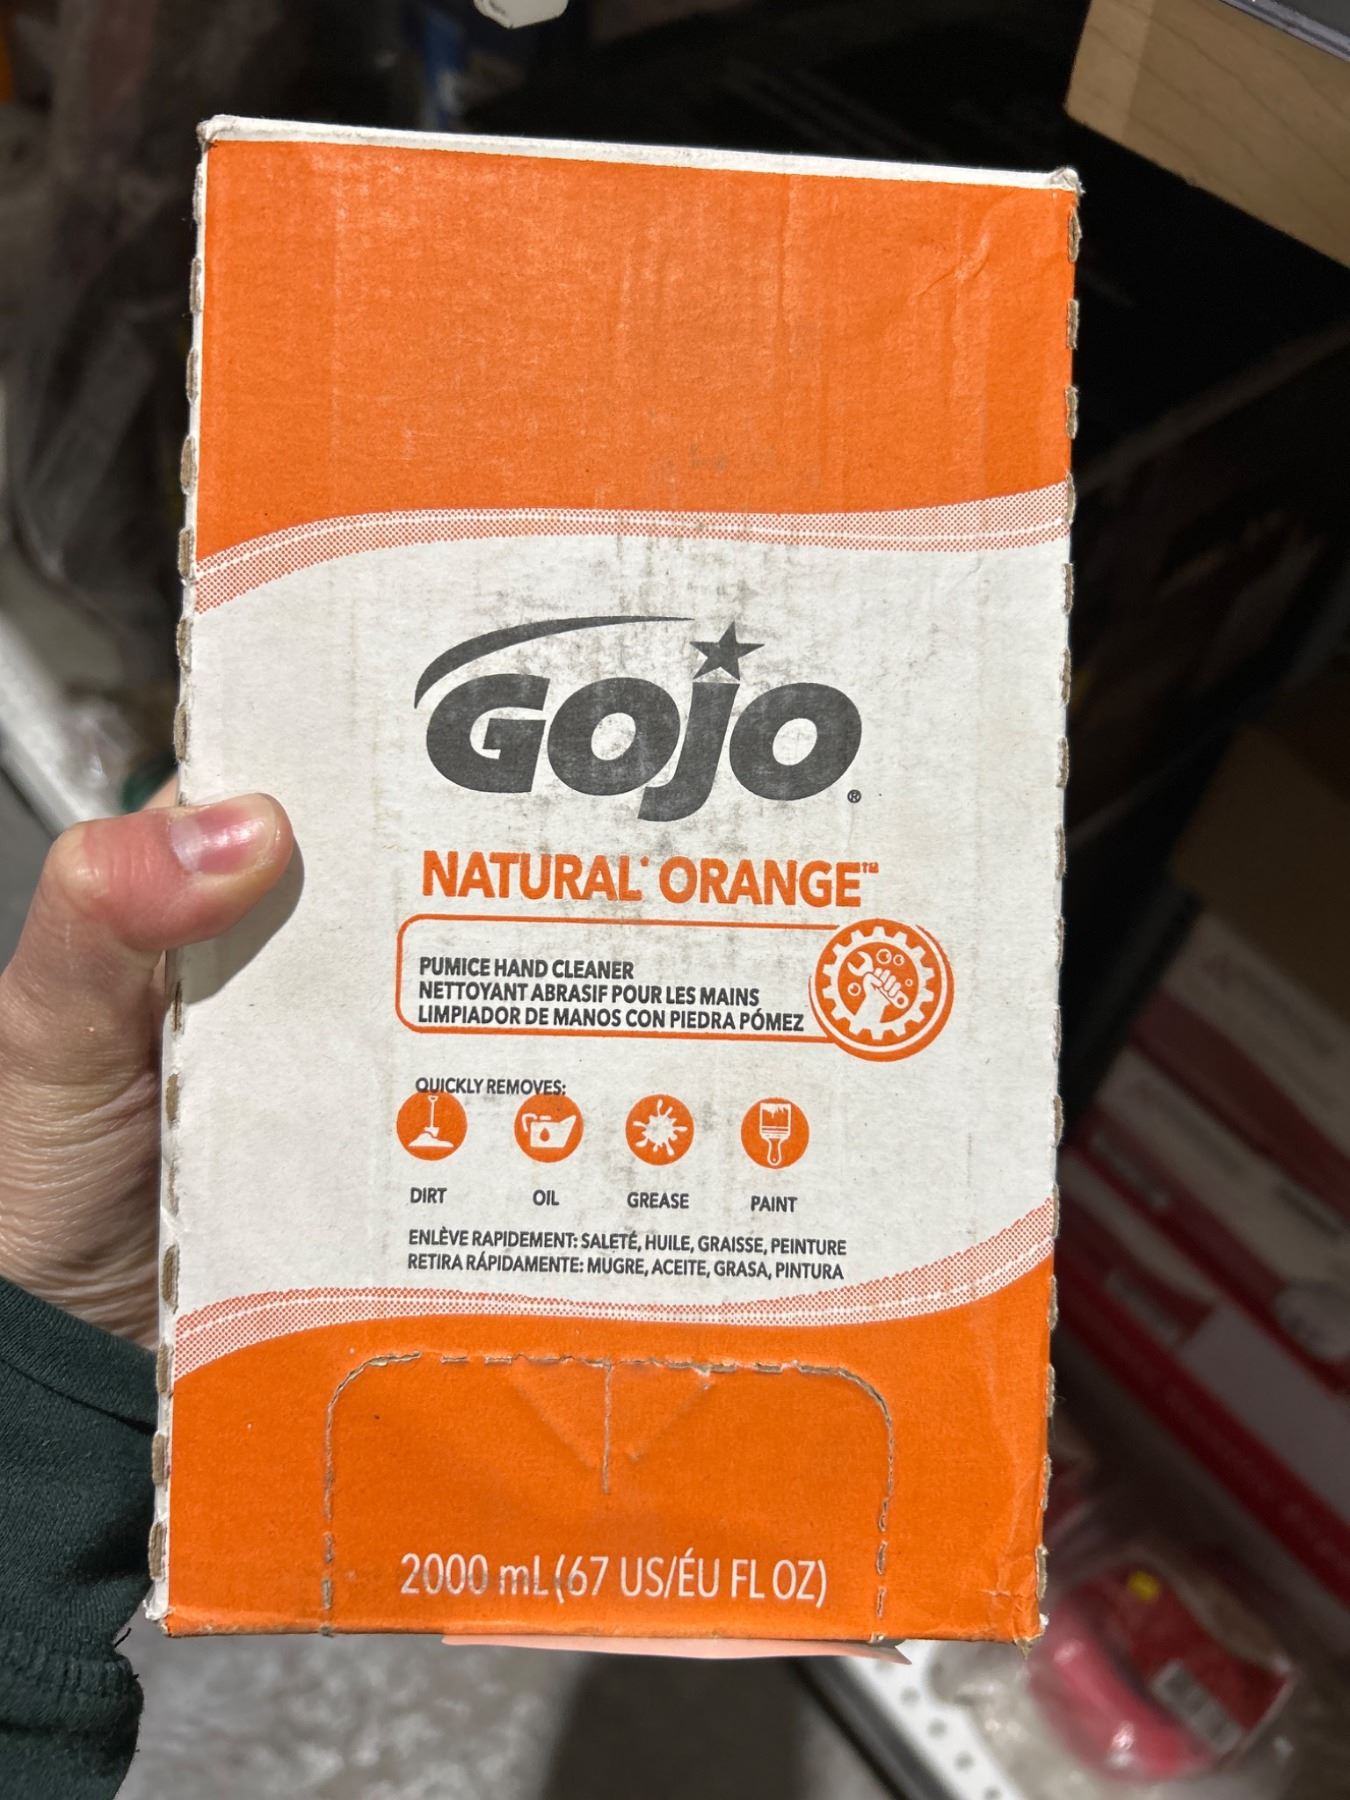 GOJO®
NATURAL* ORANGE™
PUMICE HAND CLEANER
NETTOYANT ABRASIF POUR LES MAINS
LIMPIADOR DE MANOS CON PIEDRA PÓMEZ
QUICKLY REMOVES:
DIRT OIL GREASE PAINT
ENLÈVE RAPIDEMENT: SALETÉ, HUILE, GRAISSE, PEINTURE
RETIRA RÁPIDAMENTE: MUGRE, ACEITE, GRASA, PINTURA
2000 mL (67 US/ÉU FL OZ)